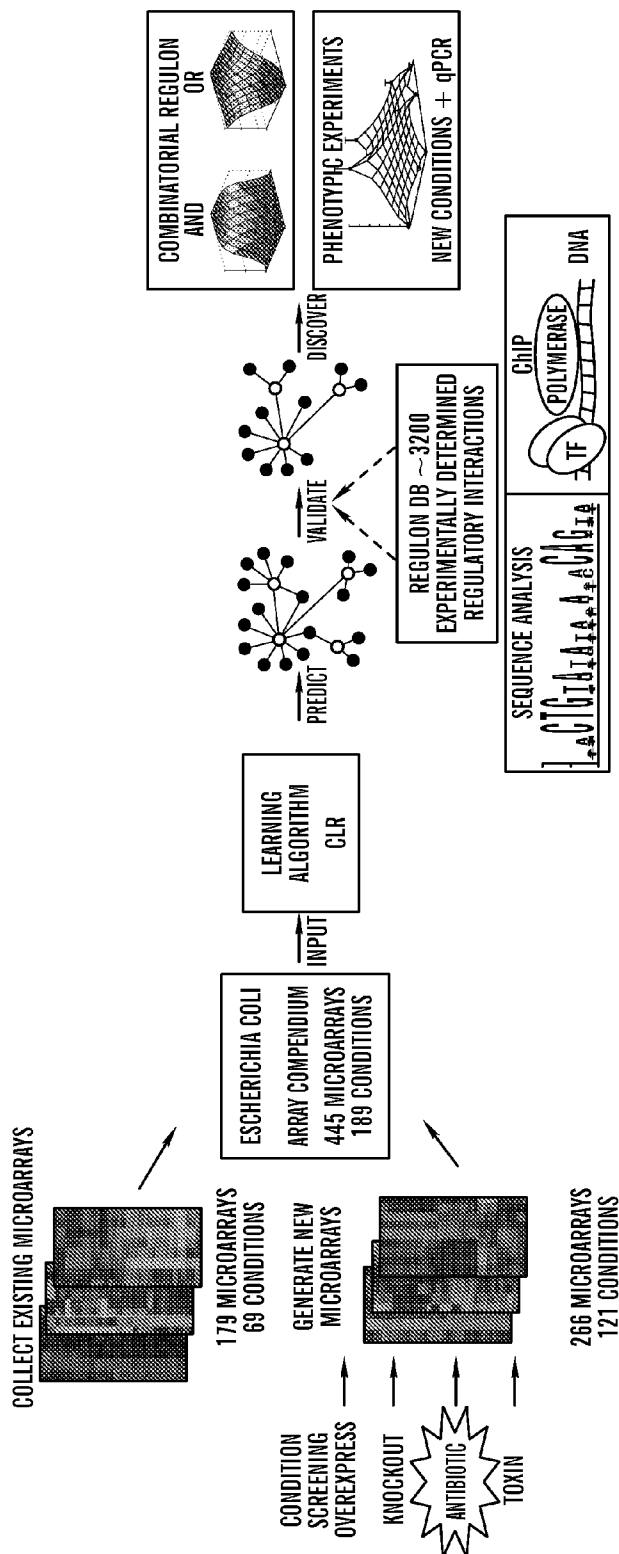 COLLECT EXISTING MICROARRAYS
179 MICROARRAYS
69 CONDITIONS
CONDITION
SCREENING
OVEREXPRESS
KNOCKOUT
ANTIBIOTIC
TOXIN
GENERATE NEW
MICROARRAYS
266 MICROARRAYS
121 CONDITIONS
ESCHERICHIA COLI
ARRAY COMPENDIUM
445 MICROARRAYS
189 CONDITIONS
INPUT
LEARNING
ALGORITHM
CLR
PREDICT
VALIDATE
REGULON DB ~3200
EXPERIMENTALLY DETERMINED
REGULATORY INTERACTIONS
SEQUENCE ANALYSIS
ChIP
POLYMERASE
TF
DNA
DISCOVER
COMBINATORIAL REGULON
AND OR
PHENOTYPIC EXPERIMENTS
NEW CONDITIONS + qPCR